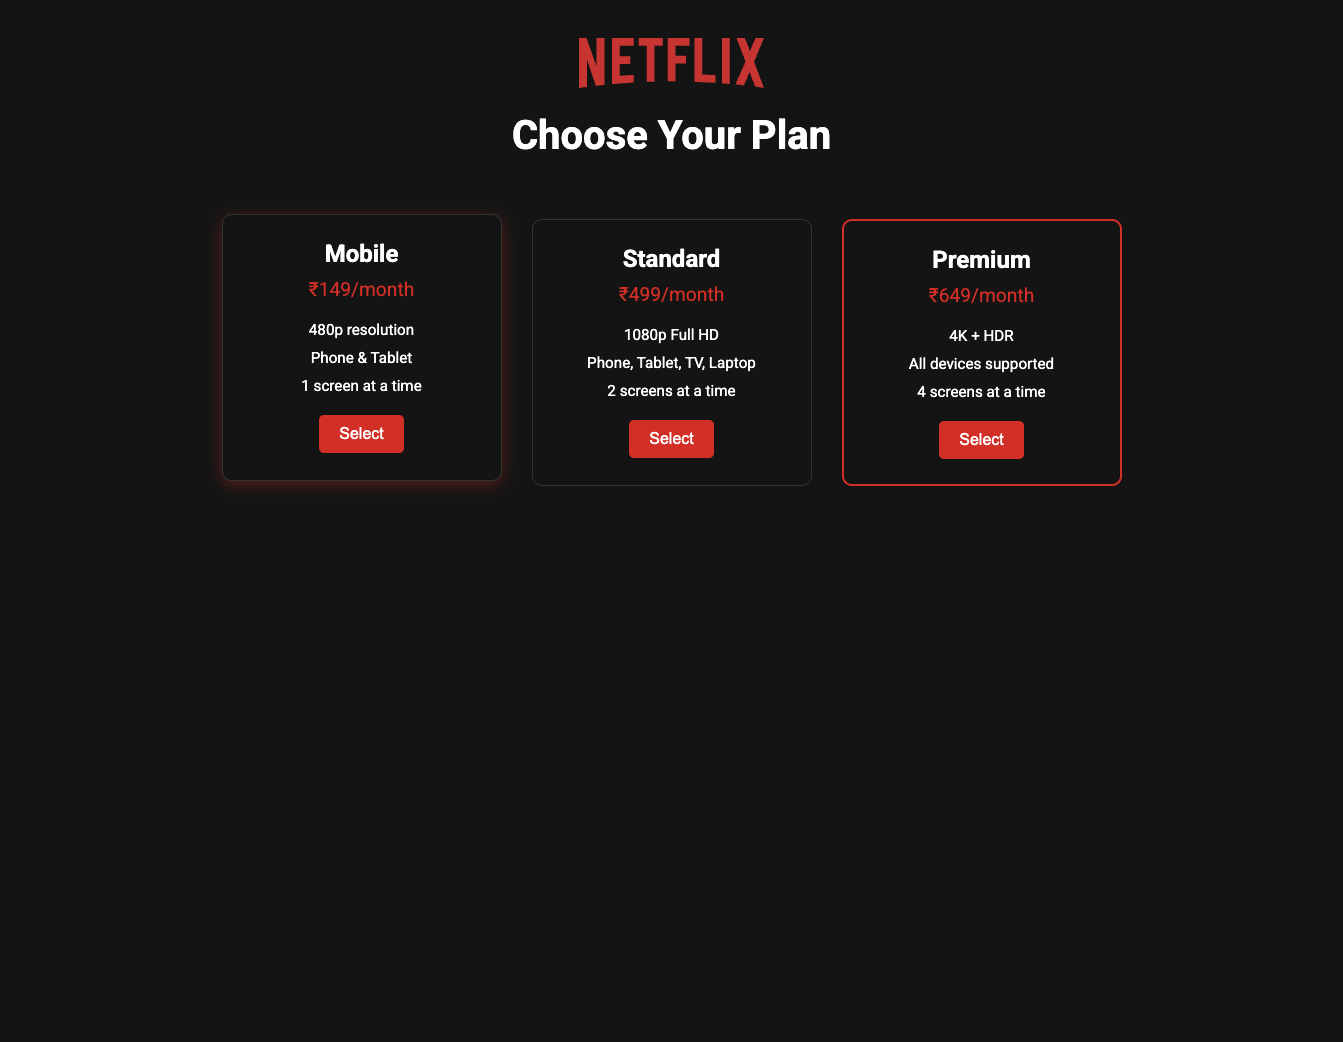 NETFLIX
Choose Your Plan
Mobile
₹149/month
480p resolution
Phone & Tablet
1 screen at a time
Select
Standard
₹499/month
1080p Full HD
Phone, Tablet, TV, Laptop
2 screens at a time
Select
Premium
₹649/month
4K + HDR
All devices supported
4 screens at a time
Select